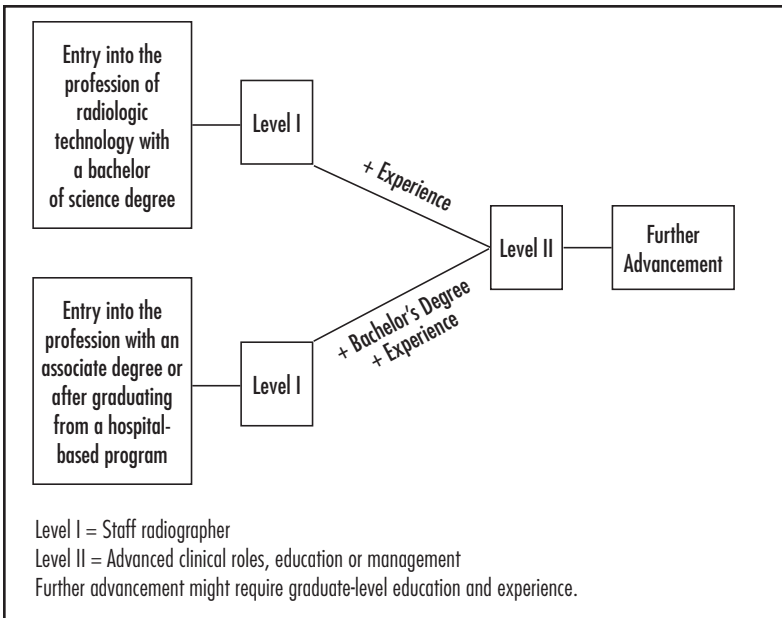 Entry into the
profession of
radiologic
technology with
a bachelor
of science degree
Level I
+ Experience
Level II
Further
Advancement
Entry into the
profession with an
associate degree or
after graduating
from a hospital-
based program
Level I
+ Bachelor's Degree
+ Experience
Level I = Staff radiographer
Level II = Advanced clinical roles, education or management
Further advancement might require graduate-level education and experience.